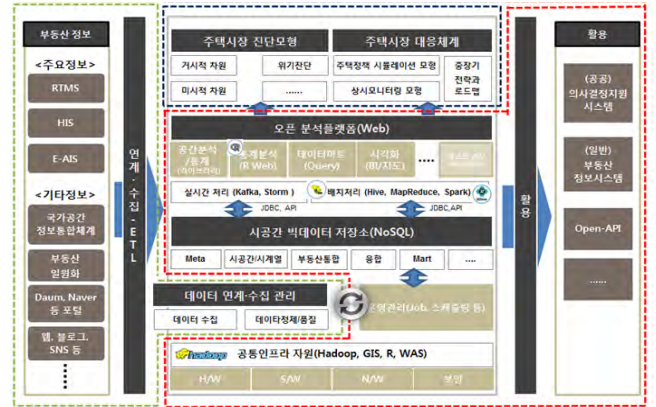 부동산 정보
<주요정보>
RTMS
HIS
E-AIS
<기타정보>
국가공간
정보통합체계
부동산
일원화
Daum, Naver
등 포털
웹, 블로그,
SNS 등
연계·수집-ETL
주택시장 진단모형
거시적 차원
위기진단
미시적 차원
......
주택시장 대응체계
주택정책 시뮬레이션 모형
상시모니터링 모형
중장기
전략과
로드맵
오픈 분석플랫폼(Web)
공간분석
/통계
(라이브러리)
통계분석
(R Web)
데이터마트
(Query)
시각화
(BI/지도)
....
실시간 처리 (Kafka, Storm )
배치처리 (Hive, MapReduce, Spark)
JDBC, API
JDBC,API
시공간 빅데이터 저장소(NoSQL)
Meta
시공간/시계열
부동산통합
융합
Mart
....
데이터 연계·수집 관리
데이터 수집
데이타정제/품질
운영관리(Job, 스케쥴링 등)
hadoop
공통인프라 자원(Hadoop, GIS, R, WAS)
H/W
S/W
N/W
보안
활용
활용
(공공)
의사결정지원
시스템
(일반)
부동산
정보시스템
Open-API
......